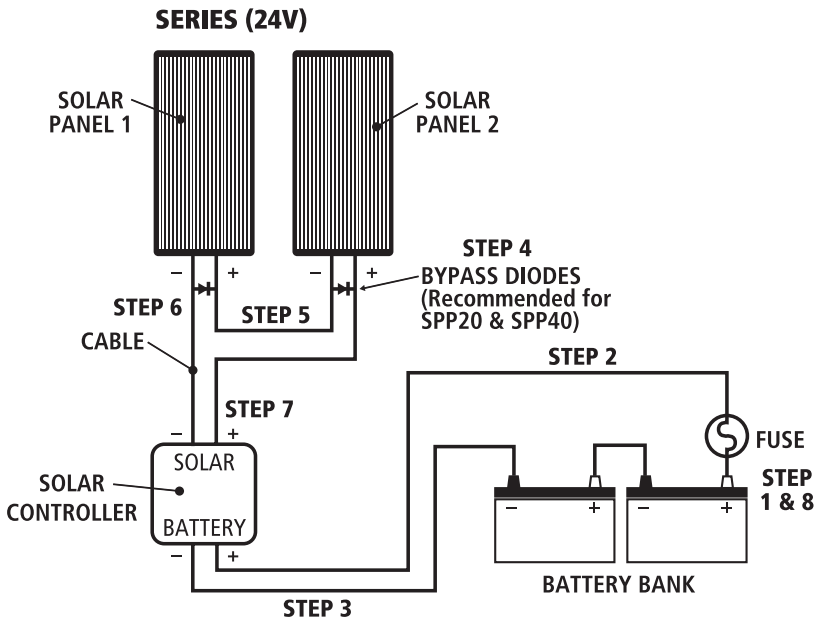 SERIES (24V)
SOLAR
PANEL 1
SOLAR
PANEL 2
STEP 4
BYPASS DIODES
(Recommended for
SPP20 & SPP40)
– + – +
STEP 6
STEP 5
CABLE
STEP 2
STEP 7
– +
FUSE
SOLAR
SOLAR
CONTROLLER
BATTERY
– +
STEP
1 & 8
– + – +
BATTERY BANK
STEP 3